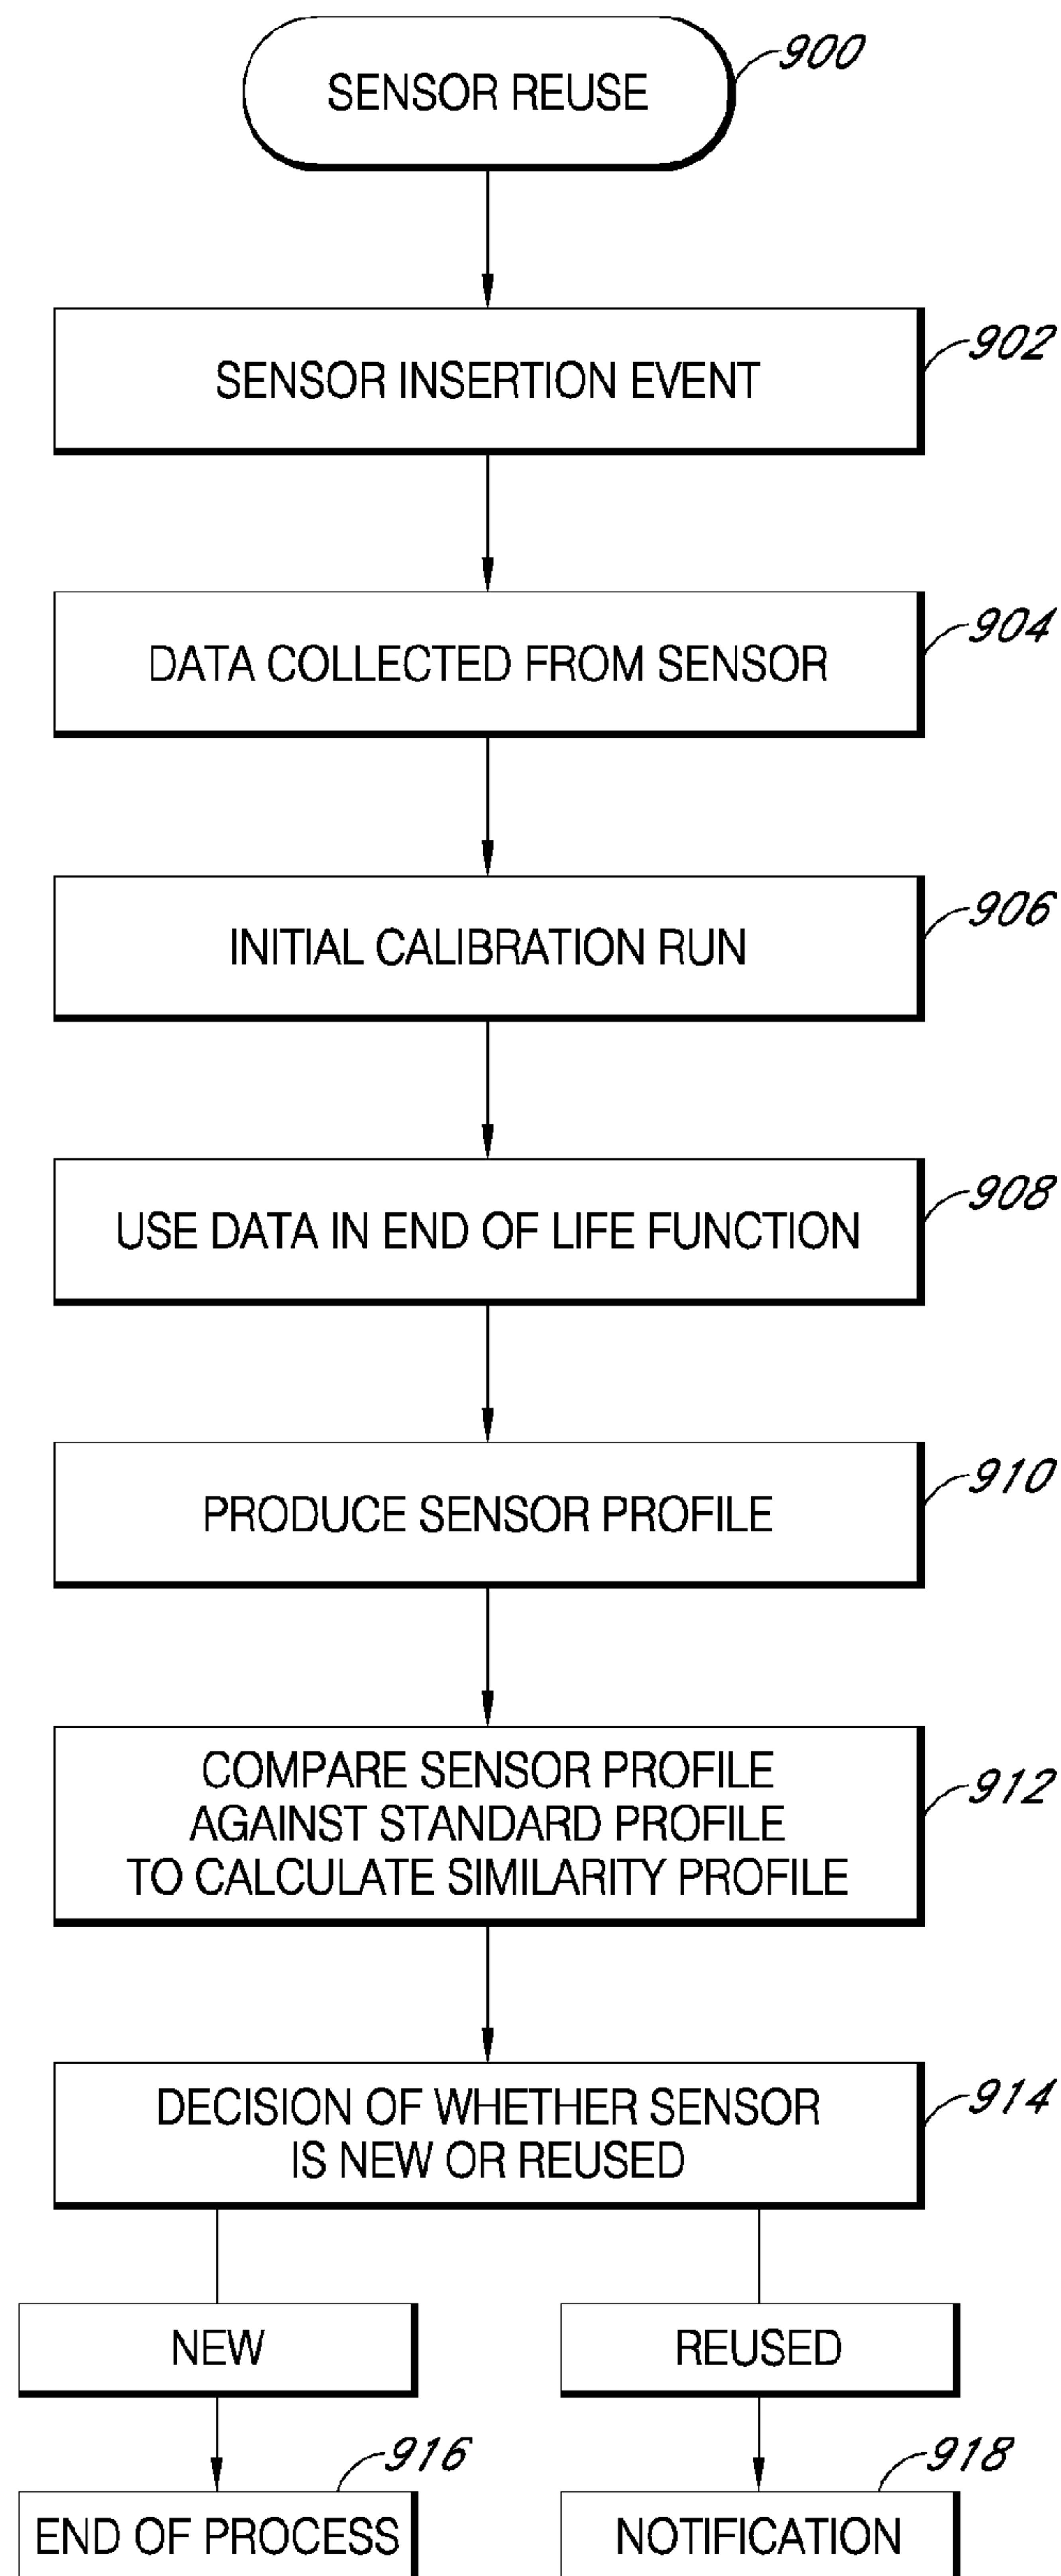 SENSOR REUSE
900
SENSOR INSERTION EVENT
902
DATA COLLECTED FROM SENSOR
904
INITIAL CALIBRATION RUN
906
USE DATA IN END OF LIFE FUNCTION
908
PRODUCE SENSOR PROFILE
910
COMPARE SENSOR PROFILE
AGAINST STANDARD PROFILE
TO CALCULATE SIMILARITY PROFILE
912
DECISION OF WHETHER SENSOR
IS NEW OR REUSED
914
NEW
REUSED
916
918
END OF PROCESS
NOTIFICATION